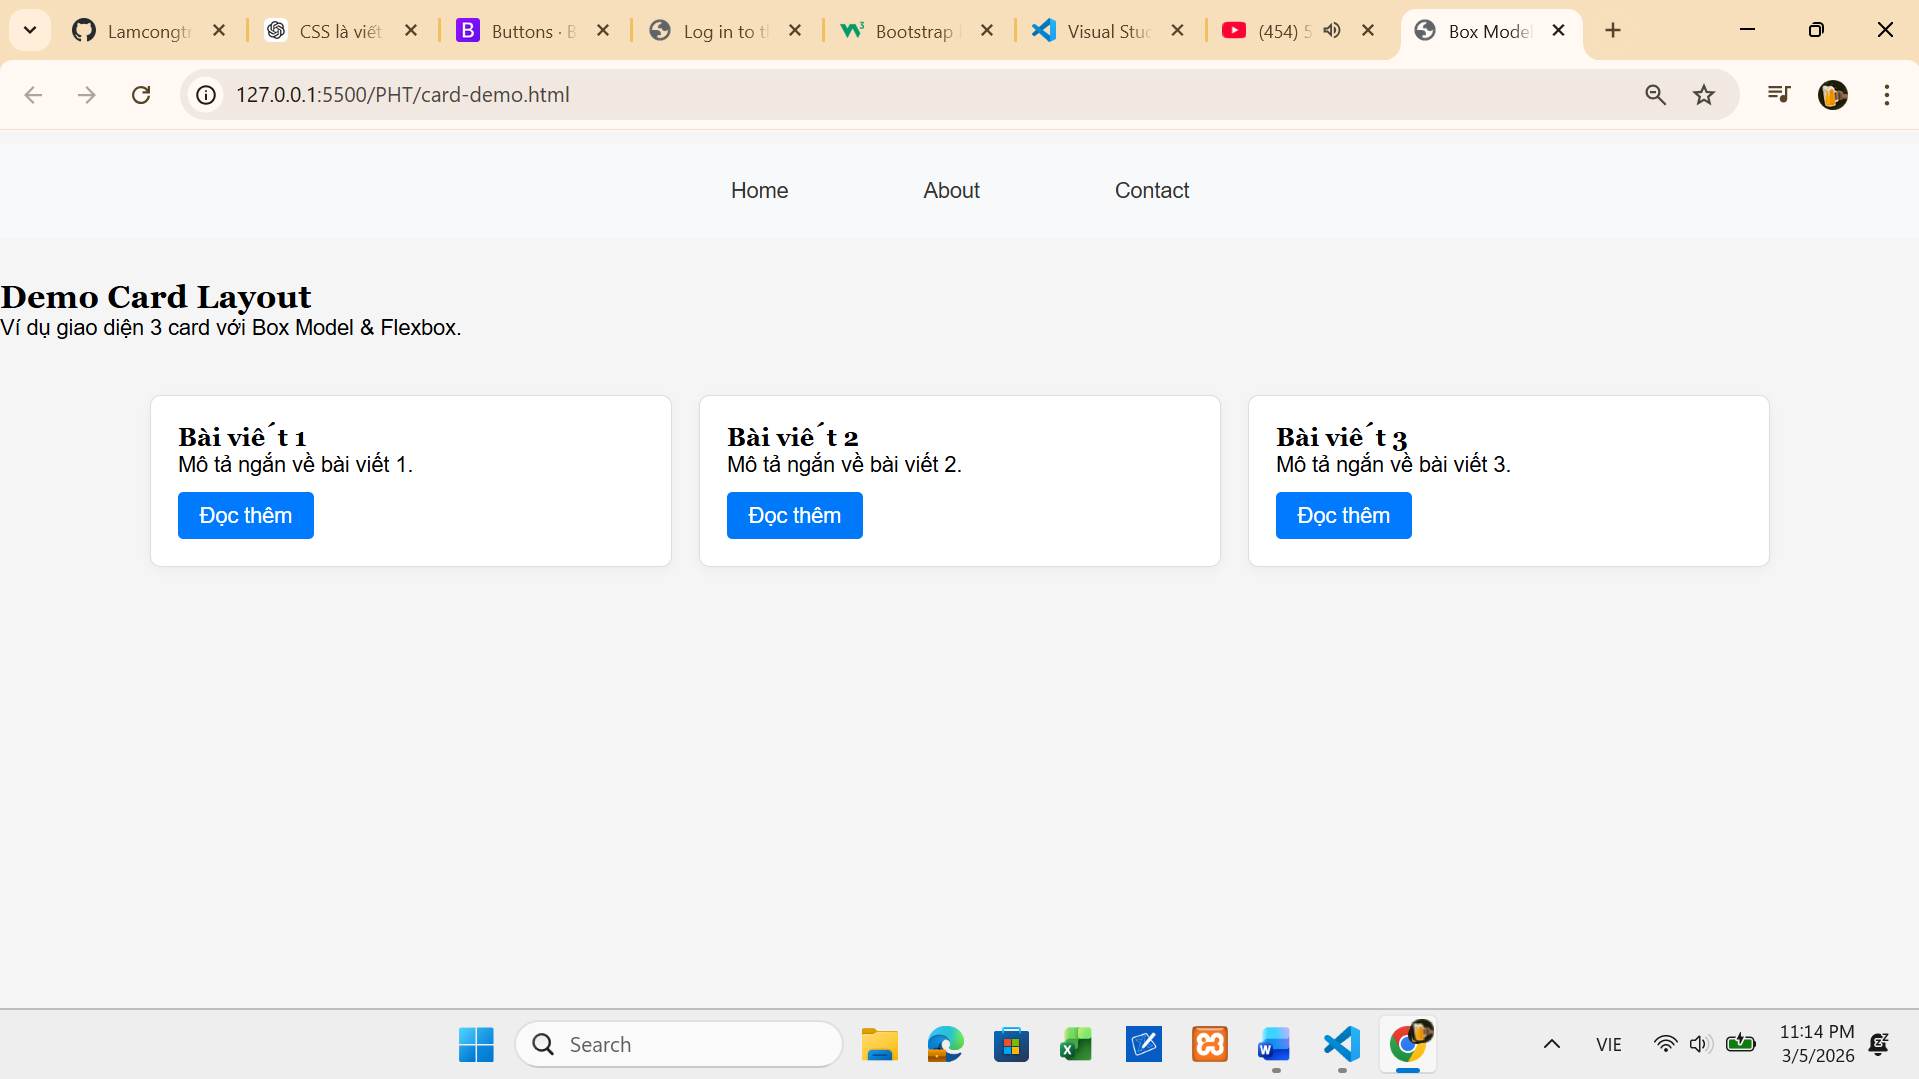 Lamcongtr
CSS là viết
Buttons · B
Log in to t
Bootstrap
Visual Stuc
(454) 5
Box Model
127.0.0.1:5500/PHT/card-demo.html
Home
About
Contact
Demo Card Layout
Ví dụ giao diện 3 card với Box Model & Flexbox.
Bài viết 1
Mô tả ngắn về bài viết 1.
Đọc thêm
Bài viết 2
Mô tả ngắn về bài viết 2.
Đọc thêm
Bài viết 3
Mô tả ngắn về bài viết 3.
Đọc thêm
Search
VIE
11:14 PM
3/5/2026